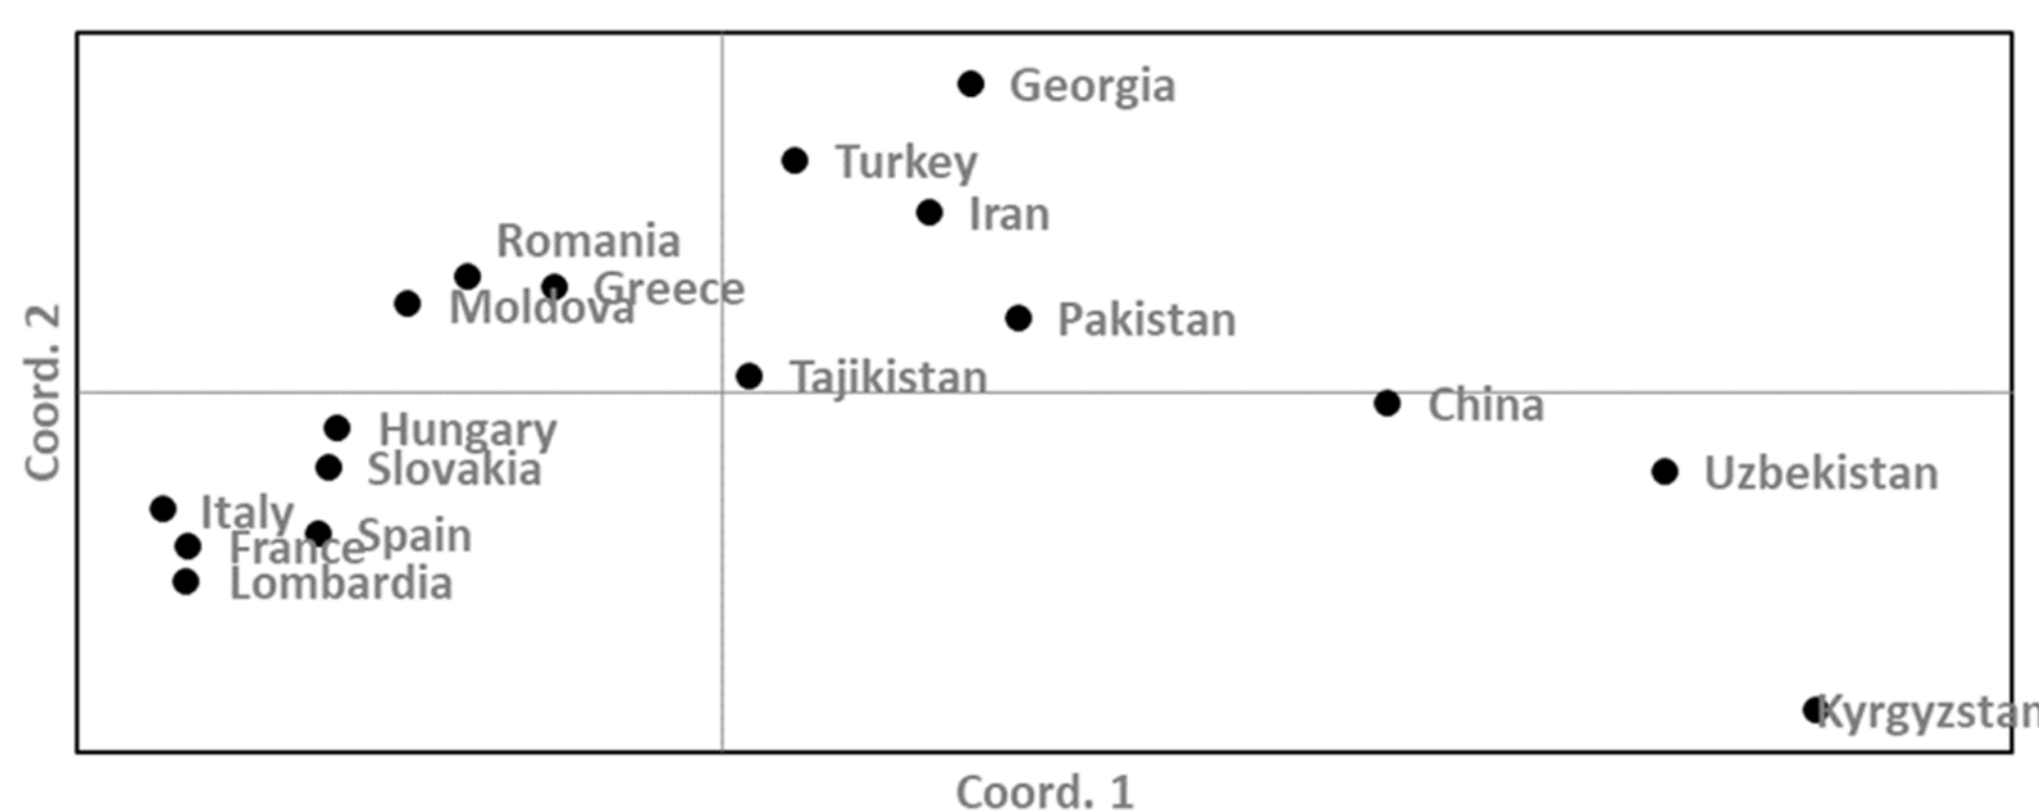 Georgia
Turkey
Iran
Romania
Greece
Moldova
Pakistan
Tajikistan
China
Hungary
Slovakia
Uzbekistan
Italy
Spain
France
Lombardia
Kyrgyzstan
Coord. 2
Coord. 1